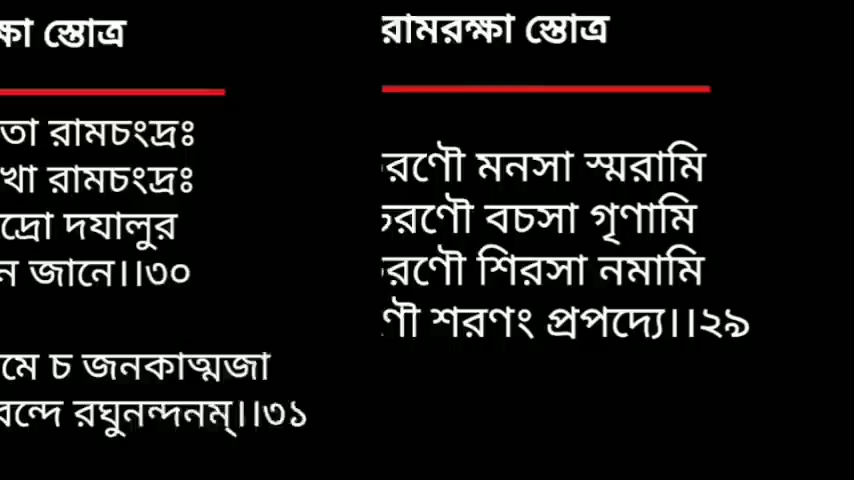 ক্ষা স্তোত্র
তা রামচংদ্রঃ
খা রামচংদ্রঃ
দ্রো দযালুর
ন জানে।।৩০
মে চ জনকাত্মজা
বন্দে রঘুনন্দনম্।।৩১
রামরক্ষা স্তোত্র
রণৌ মনসা স্মরামি
চরণৌ বচসা গৃণামি
রণৌ শিরসা নমামি
ণৌ শরণং প্রপদ্যে।।২৯